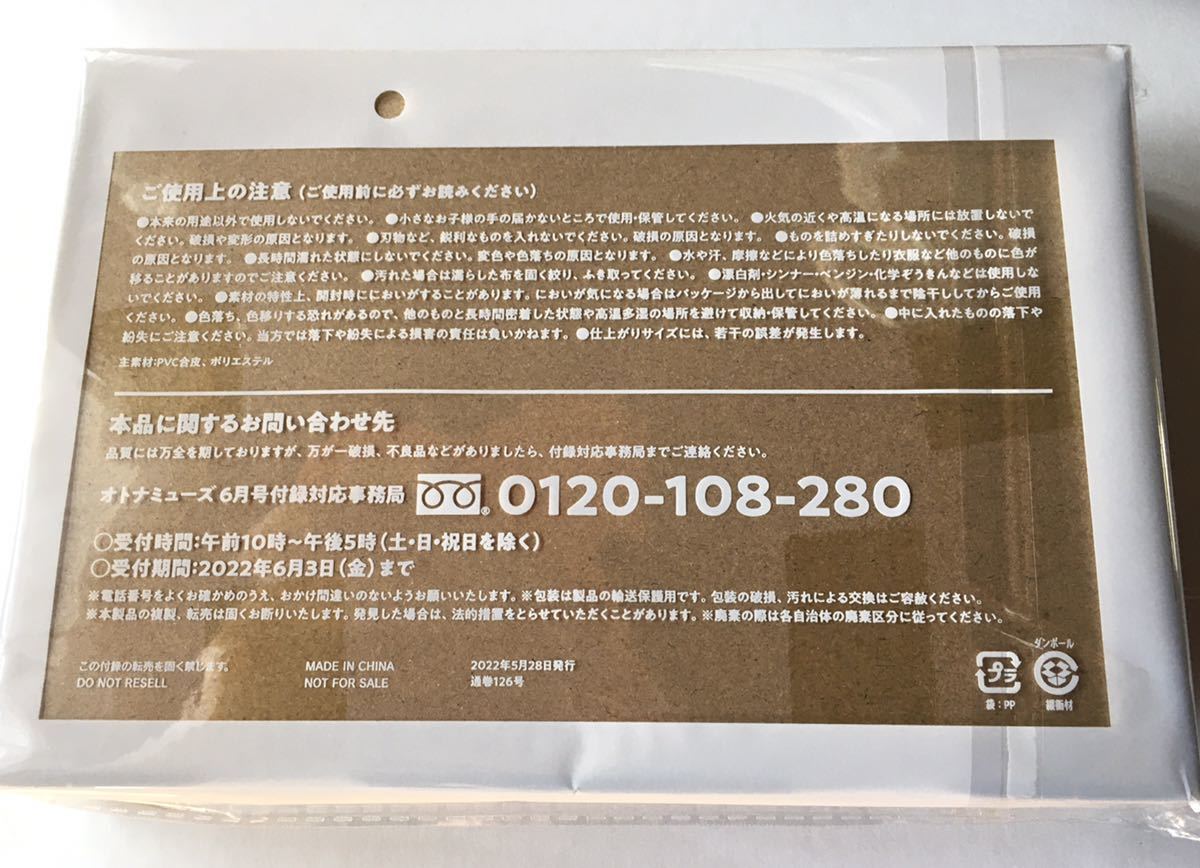 ご使用上の注意(ご使用前に必ずお読みください)
●本来の用途以外で使用しないでください。 ●小さなお子様の手の届かないところで使用・保管してください。 ●火気の近くや高温になる場所には放置しないで
ください。破損や変形の原因となります。 ●刃物など、鋭利なものを入れないでください。破損の原因となります。 ●ものを詰めすぎたりしないでください。破損
の原因となります。 ●長時間濡れた状態にしないでください。変色や色落ちの原因となります。 ●水や汗、摩擦などにより色落ちしたり衣服など他のものに色が
移ることがありますのでご注意ください。 ●汚れた場合は濡らした布を固く絞り、ふき取ってください。 ●漂白剤・シンナー・ベンジン・化学ぞうきんなどは使用しな
いでください。 ●素材の特性上、開封時ににおいがすることがあります。においが気になる場合はパッケージから出してにおいが薄れるまで陰干ししてからご使用
ください。 ●色落ち、色移りする恐れがあるので、他のものと長時間密着した状態や高温多湿の場所を避けて収納・保管してください。 ●中に入れたものの落下や
紛失にご注意ください。当方では落下や紛失による損害の責任は負いかねます。 ●仕上がりサイズには、若干の誤差が発生します。
主素材:PVC合皮、ポリエステル
本品に関するお問い合わせ先
品質には万全を期しておりますが、万が一破損、不良品などがありましたら、付録対応事務局までご連絡ください。
オトナミューズ 6月号付録対応事務局 ® 0120-108-280
○受付時間:午前10時〜午後5時(土・日・祝日を除く)
○受付期間:2022年6月3日(金)まで
※電話番号をよくお確かめのうえ、おかけ間違いのないようお願いいたします。※包装は製品の輸送保護用です。包装の破損、汚れによる交換はご容赦ください。
※本製品の複製、転売は固くお断りいたします。発見した場合は、法的措置をとらせていただくことがあります。※廃棄の際は各自治体の廃棄区分に従ってください。
この付録の転売を固く禁じます。 MADE IN CHINA 2022年5月28日発行
DO NOT RESELL NOT FOR SALE 通巻126号
ダンボール
プラ
袋:PP 緩衝材